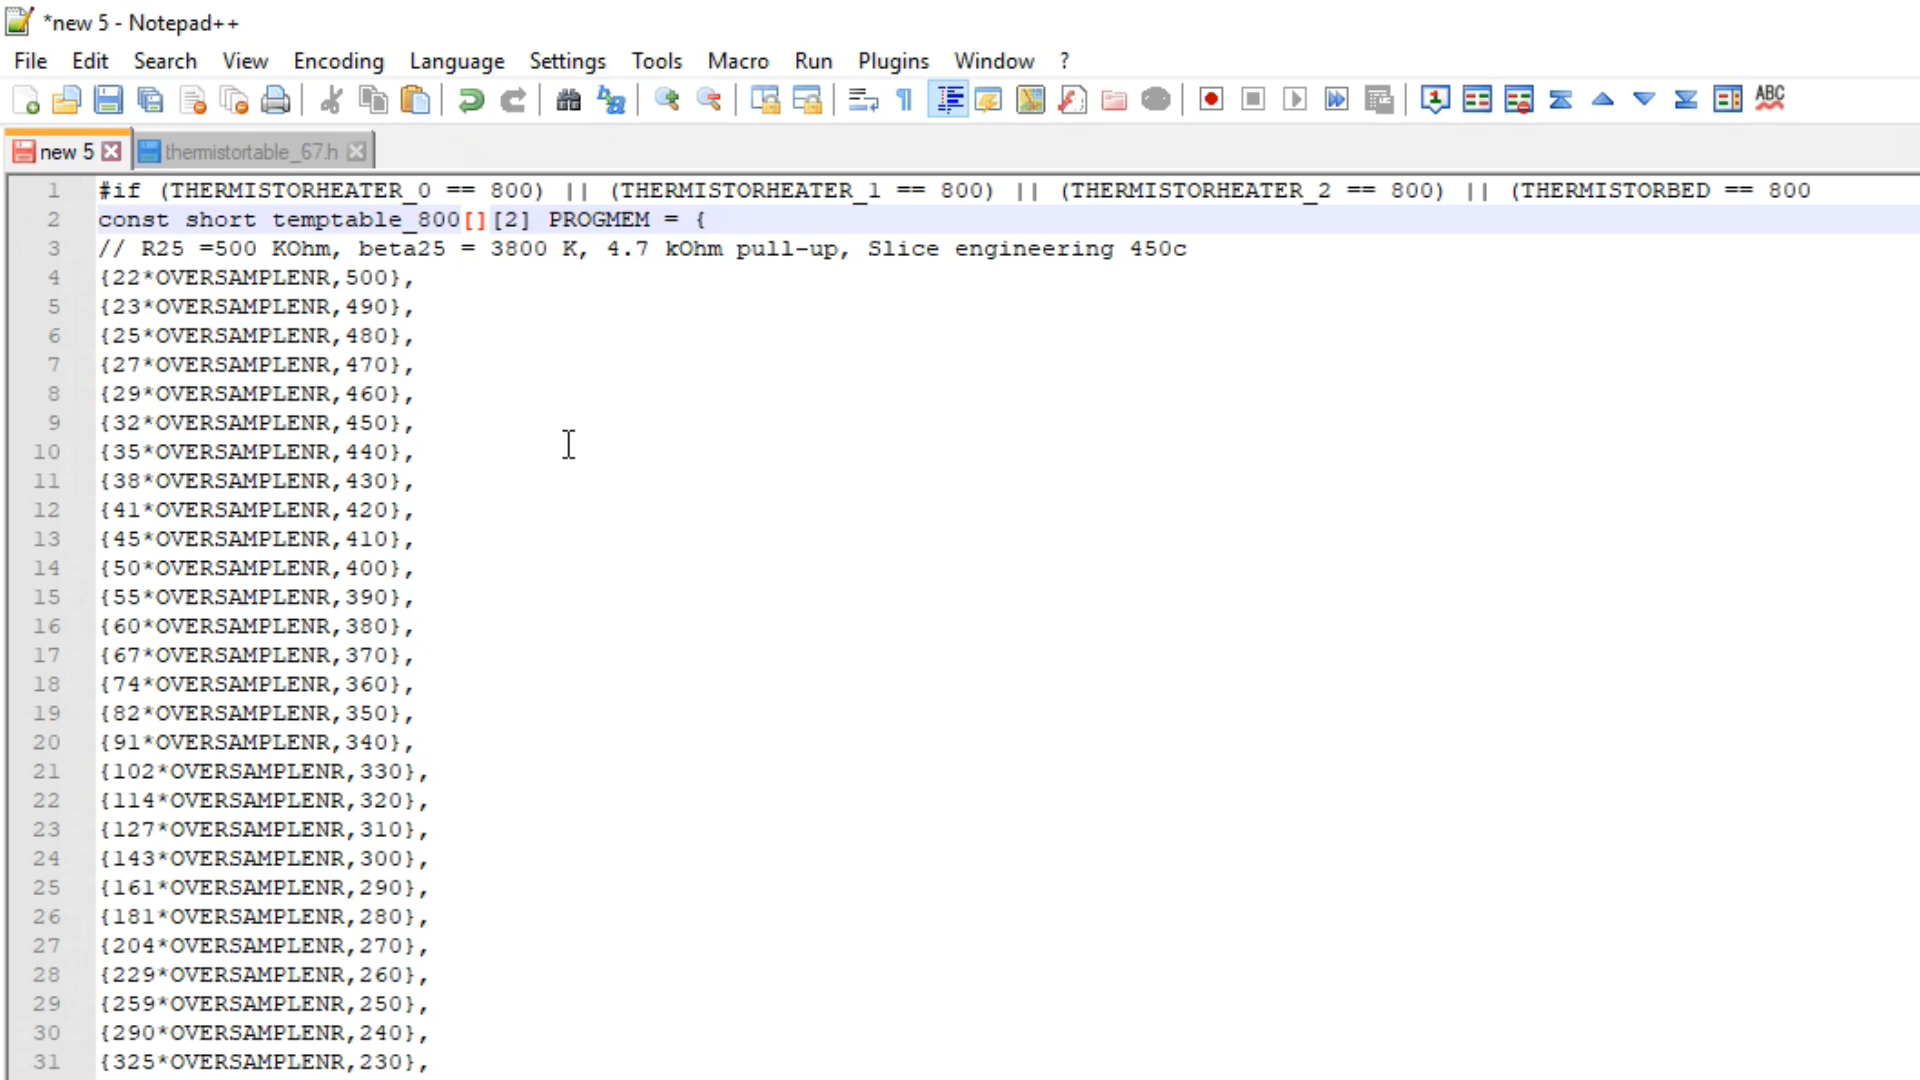 *new 5 - Notepad++
File Edit Search View Encoding Language Settings Tools Macro Run Plugins Window ?
ABC
new 5 thermistortable_67.h
1 #if (THERMISTORHEATER_0 == 800) || (THERMISTORHEATER_1 == 800) || (THERMISTORHEATER_2 == 800) || (THERMISTORBED == 800
2 const short temptable_800[][2] PROGMEM = {
3 // R25 =500 KOhm, beta25 = 3800 K, 4.7 kOhm pull-up, Slice engineering 450c
4 {22*OVERSAMPLENR,500},
5 {23*OVERSAMPLENR,490},
6 {25*OVERSAMPLENR,480},
7 {27*OVERSAMPLENR,470},
8 {29*OVERSAMPLENR,460},
9 {32*OVERSAMPLENR,450},
10 {35*OVERSAMPLENR,440},
11 {38*OVERSAMPLENR,430},
12 {41*OVERSAMPLENR,420},
13 {45*OVERSAMPLENR,410},
14 {50*OVERSAMPLENR,400},
15 {55*OVERSAMPLENR,390},
16 {60*OVERSAMPLENR,380},
17 {67*OVERSAMPLENR,370},
18 {74*OVERSAMPLENR,360},
19 {82*OVERSAMPLENR,350},
20 {91*OVERSAMPLENR,340},
21 {102*OVERSAMPLENR,330},
22 {114*OVERSAMPLENR,320},
23 {127*OVERSAMPLENR,310},
24 {143*OVERSAMPLENR,300},
25 {161*OVERSAMPLENR,290},
26 {181*OVERSAMPLENR,280},
27 {204*OVERSAMPLENR,270},
28 {229*OVERSAMPLENR,260},
29 {259*OVERSAMPLENR,250},
30 {290*OVERSAMPLENR,240},
31 {325*OVERSAMPLENR,230},